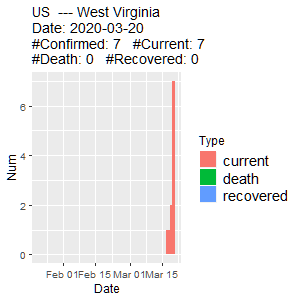 US  --- West Virginia
Date: 2020-03-20
#Confirmed: 7   #Current: 7
#Death: 0   #Recovered: 0
Num
6
4
2
0
Feb 01 Feb 15 Mar 01 Mar 15
Date
Type
current
death
recovered